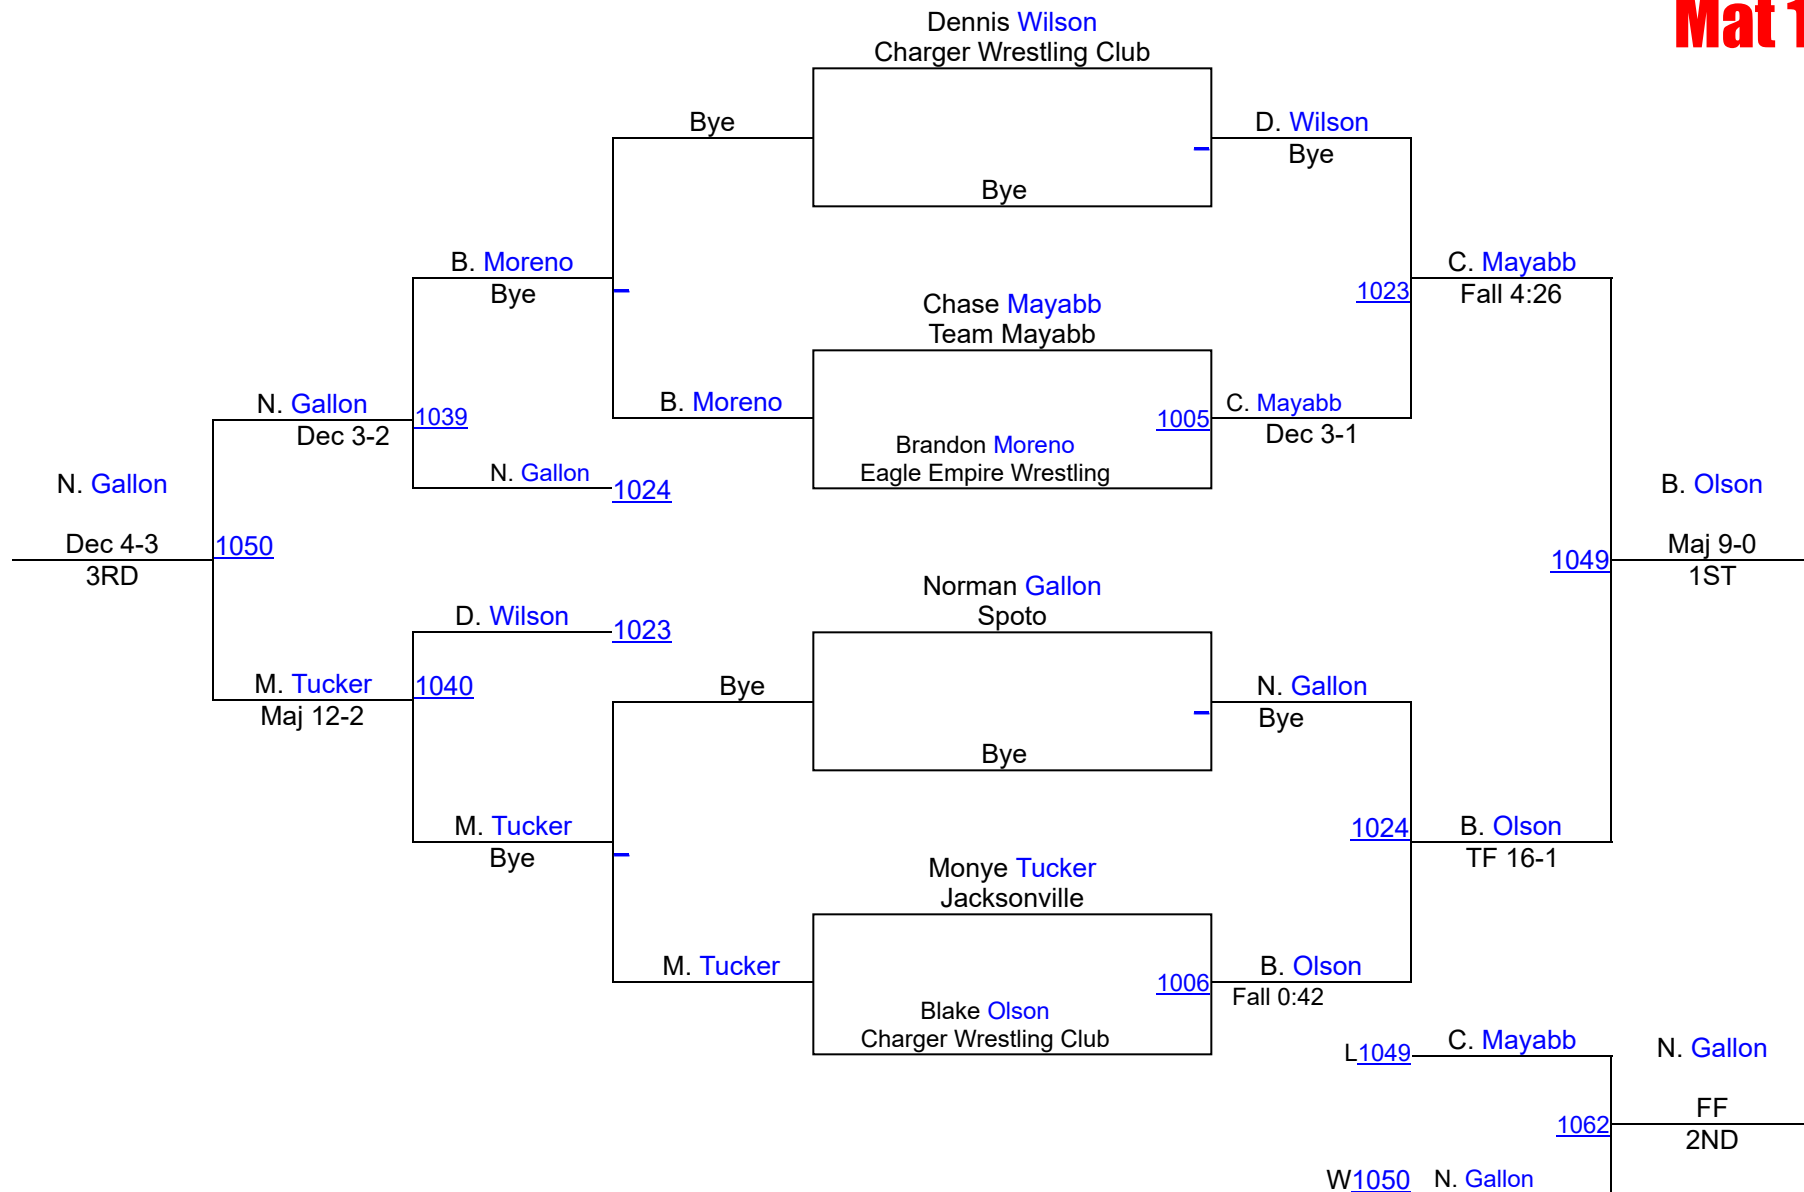 Mat 1
Dennis Wilson
Charger Wrestling Club
Bye
D. Wilson
Bye
Bye
B. Moreno
Bye
C. Mayabb
Fall 4:26
1023
Chase Mayabb
Team Mayabb
N. Gallon
Dec 3-2
1039
B. Moreno
1005
C. Mayabb
Dec 3-1
Brandon Moreno
Eagle Empire Wrestling
N. Gallon
1024
N. Gallon
Dec 4-3
3RD
1050
B. Olson
Maj 9-0
1ST
1049
Norman Gallon
Spoto
D. Wilson
1023
M. Tucker
Maj 12-2
1040
Bye
N. Gallon
Bye
Bye
M. Tucker
Bye
1024
B. Olson
TF 16-1
Monye Tucker
Jacksonville
M. Tucker
1006
B. Olson
Fall 0:42
Blake Olson
Charger Wrestling Club
L1049
C. Mayabb
N. Gallon
FF
2ND
1062
W1050
N. Gallon